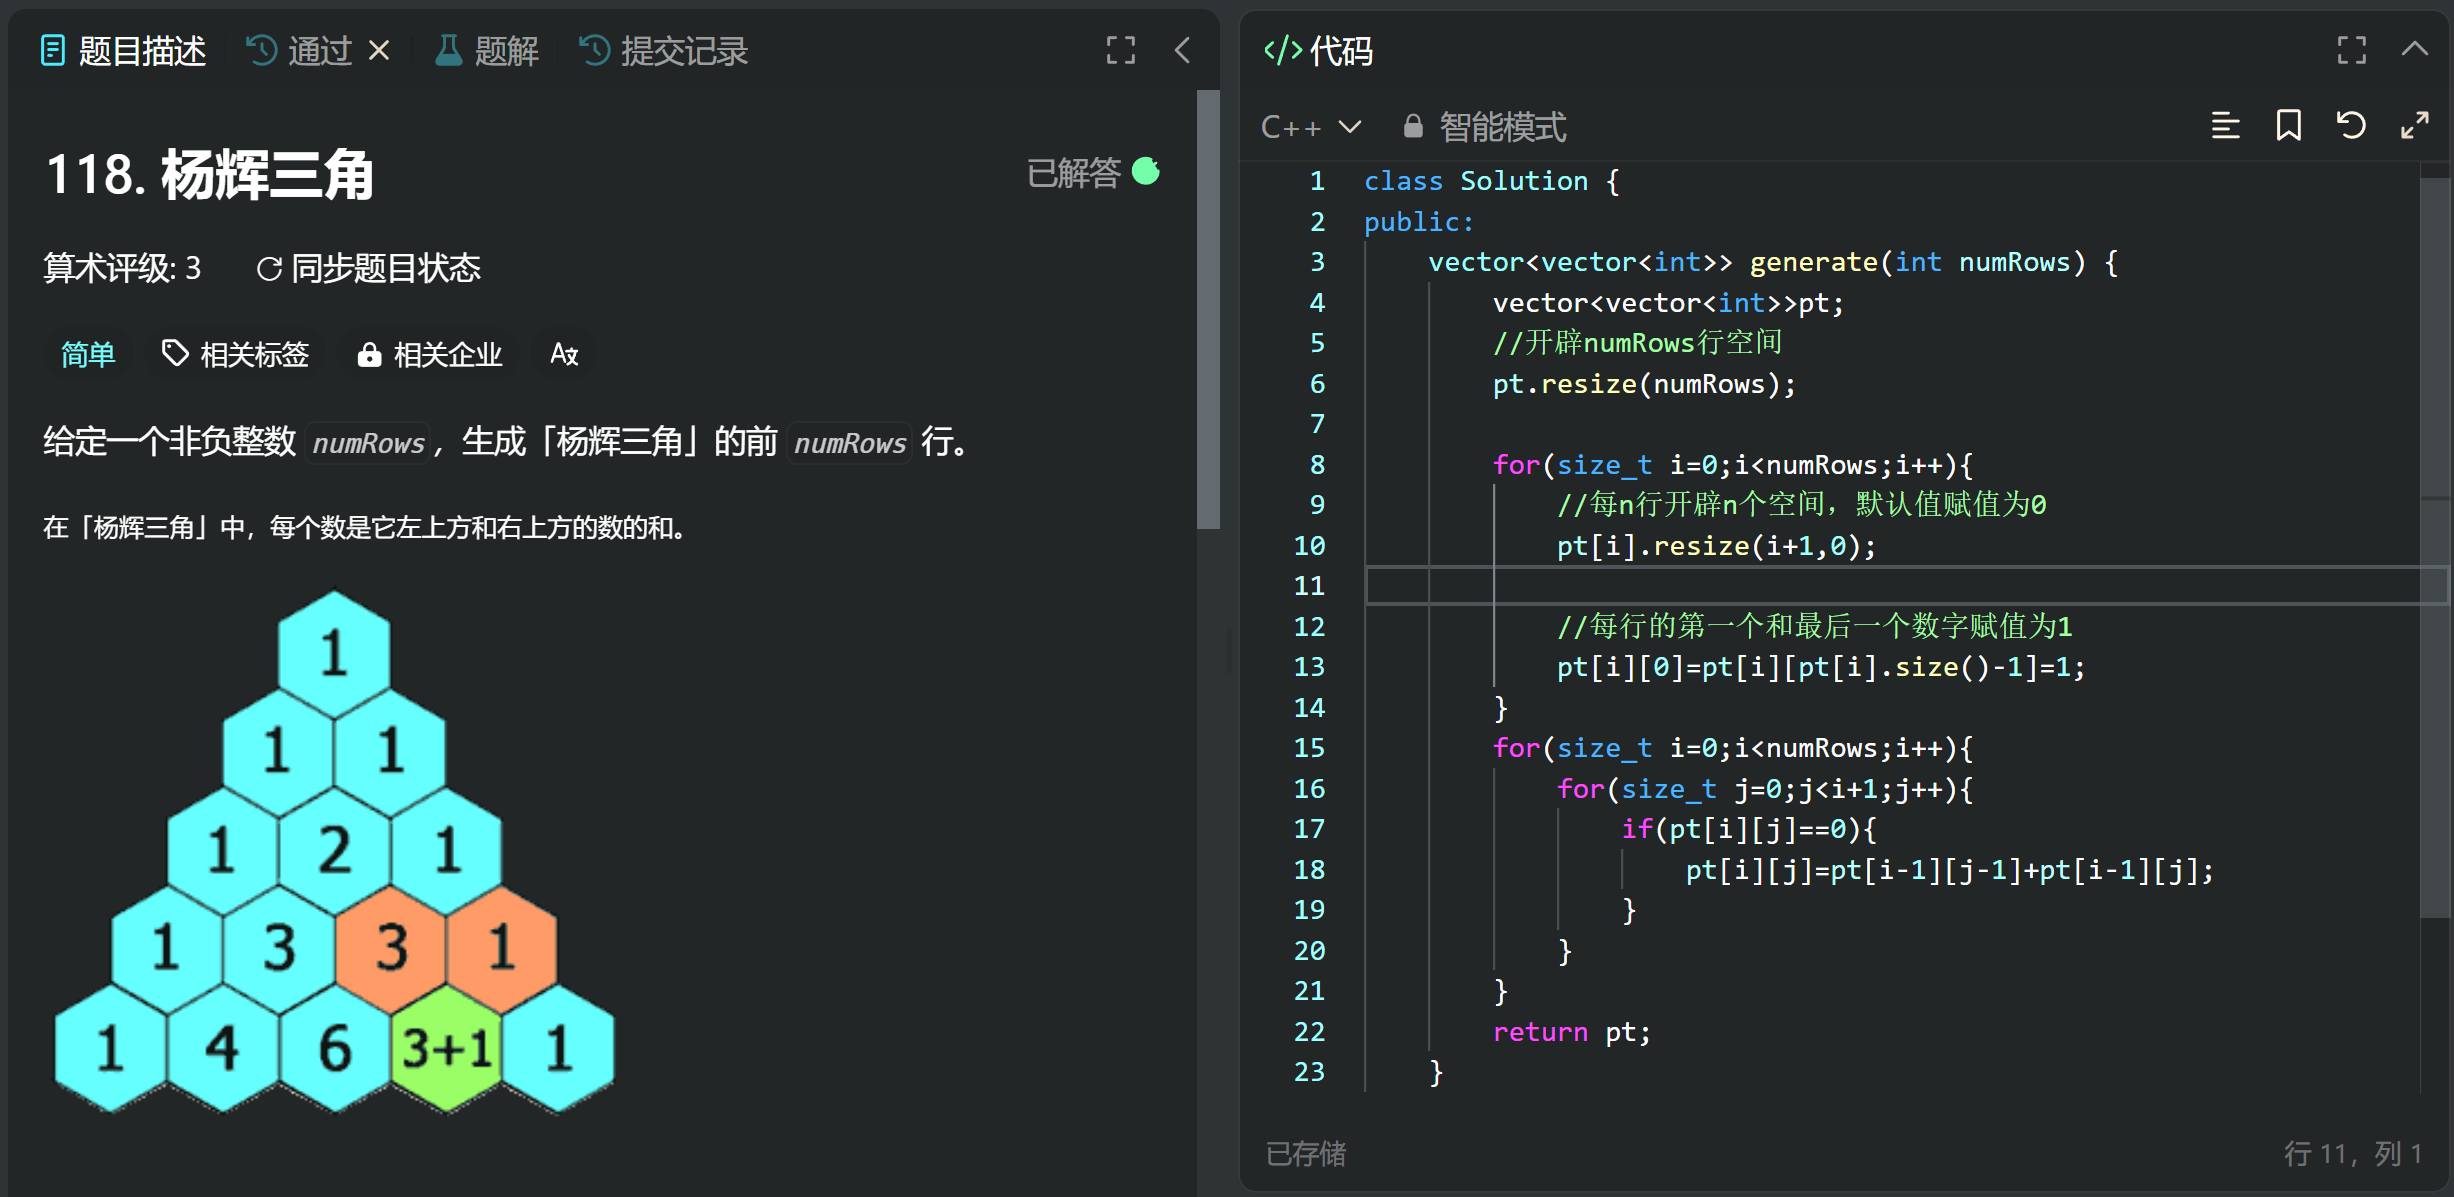 题目描述 通过 题解 提交记录
118. 杨辉三角
已解答
算术评级: 3 同步题目状态
简单 相关标签 相关企业 Ax
给定一个非负整数 numRows，生成「杨辉三角」的前 numRows 行。
在「杨辉三角」中，每个数是它左上方和右上方的数的和。
1
1 1
1 2 1
1 3 3 1
1 4 6 3+1 1
</> 代码
C++ 智能模式
1 class Solution {
2 public:
3     vector<vector<int>> generate(int numRows) {
4         vector<vector<int>>pt;
5         //开辟numRows行空间
6         pt.resize(numRows);
7
8         for(size_t i=0;i<numRows;i++){
9             //每n行开辟n个空间，默认值赋值为0
10             pt[i].resize(i+1,0);
11
12             //每行的第一个和最后一个数字赋值为1
13             pt[i][0]=pt[i][pt[i].size()-1]=1;
14         }
15         for(size_t i=0;i<numRows;i++){
16             for(size_t j=0;j<i+1;j++){
17                 if(pt[i][j]==0){
18                     pt[i][j]=pt[i-1][j-1]+pt[i-1][j];
19                 }
20             }
21         }
22         return pt;
23     }
已存储
行 11，列 1